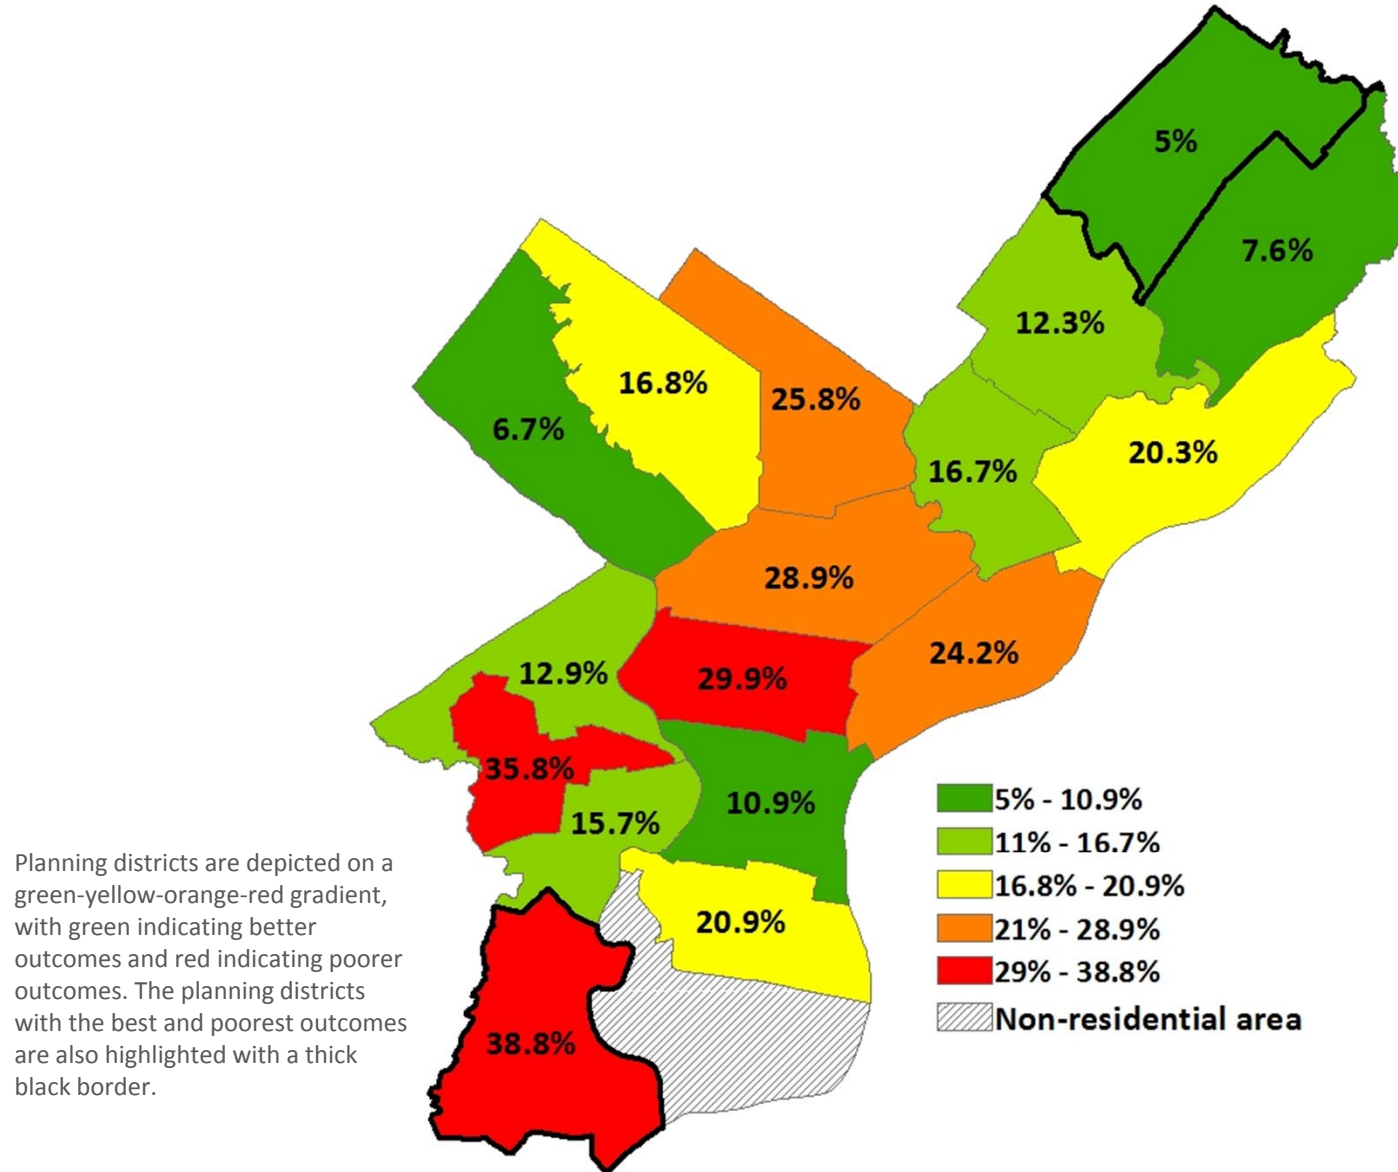 5%
7.6%
12.3%
16.8%
25.8%
6.7%
20.3%
16.7%
28.9%
24.2%
12.9%
29.9%
35.8%
10.9%
15.7%
20.9%
38.8%
5% - 10.9%
11% - 16.7%
16.8% - 20.9%
21% - 28.9%
29% - 38.8%
Non-residential area
Planning districts are depicted on a
green-yellow-orange-red gradient,
with green indicating better
outcomes and red indicating poorer
outcomes. The planning districts
with the best and poorest outcomes
are also highlighted with a thick
black border.